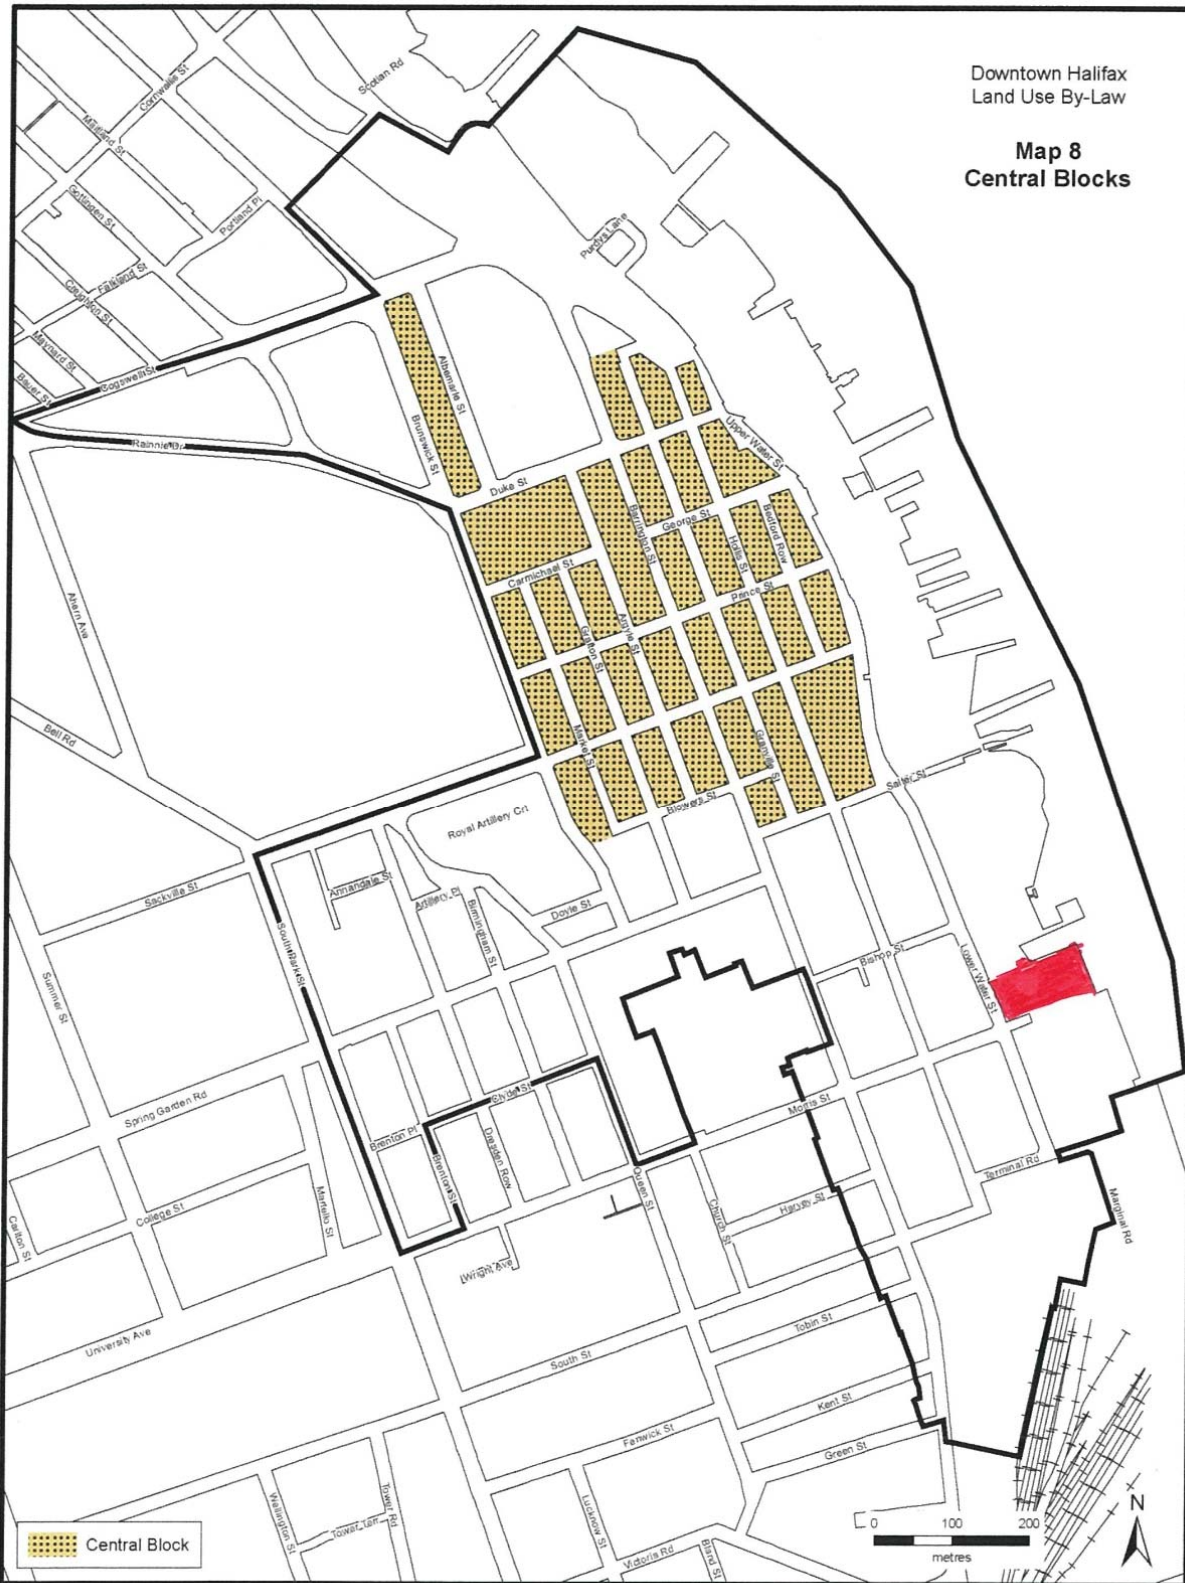 Downtown Halifax
Land Use By-Law
Map 8
Central Blocks
Scotian Rd
Cornwallis St
Maitland St
Gottingen St
Portland Pl
Purdys Lane
Falkland St
Creighton St
Maynard St
Bauer St
Cogswell St
Rainnie Dr
Albemarle St
Brunswick St
Upper Water St
Duke St
Barrington St
George St
Bedford Row
Hollis St
Carmichael St
Prince St
Argyle St
Grafton St
Ahern Ave
Bell Rd
Market St
Granville St
Salter St
Blowers St
Royal Artillery Crt
Sackville St
Annandale St
Artillery Pl
Birmingham St
Doyle St
South Park St
Summer St
Bishop St
Lower Water St
Spring Garden Rd
Clyde St
Morris St
Brenton Pl
Dresden Row
Brenton St
Queen St
Terminal Rd
Marginal Rd
Martello St
College St
Carlton St
Church St
Harvey St
Wright Ave
University Ave
Tobin St
South St
Kent St
Fenwick St
Green St
Wellington St
Tower Terr
Tower Rd
Lucknow St
Victoria Rd
Bland St
Central Block
0 100 200
metres
N